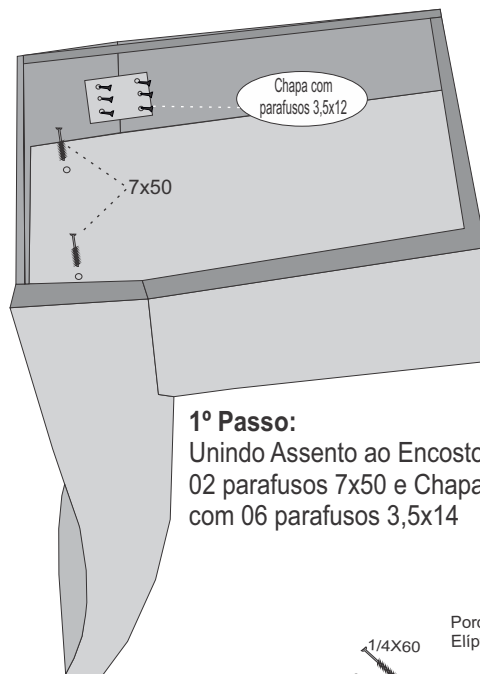 Chapa com
parafusos 3,5x12
7x50
1º Passo:
Unindo Assento ao Encosto
02 parafusos 7x50 e Chapa
com 06 parafusos 3,5x14
1/4X60